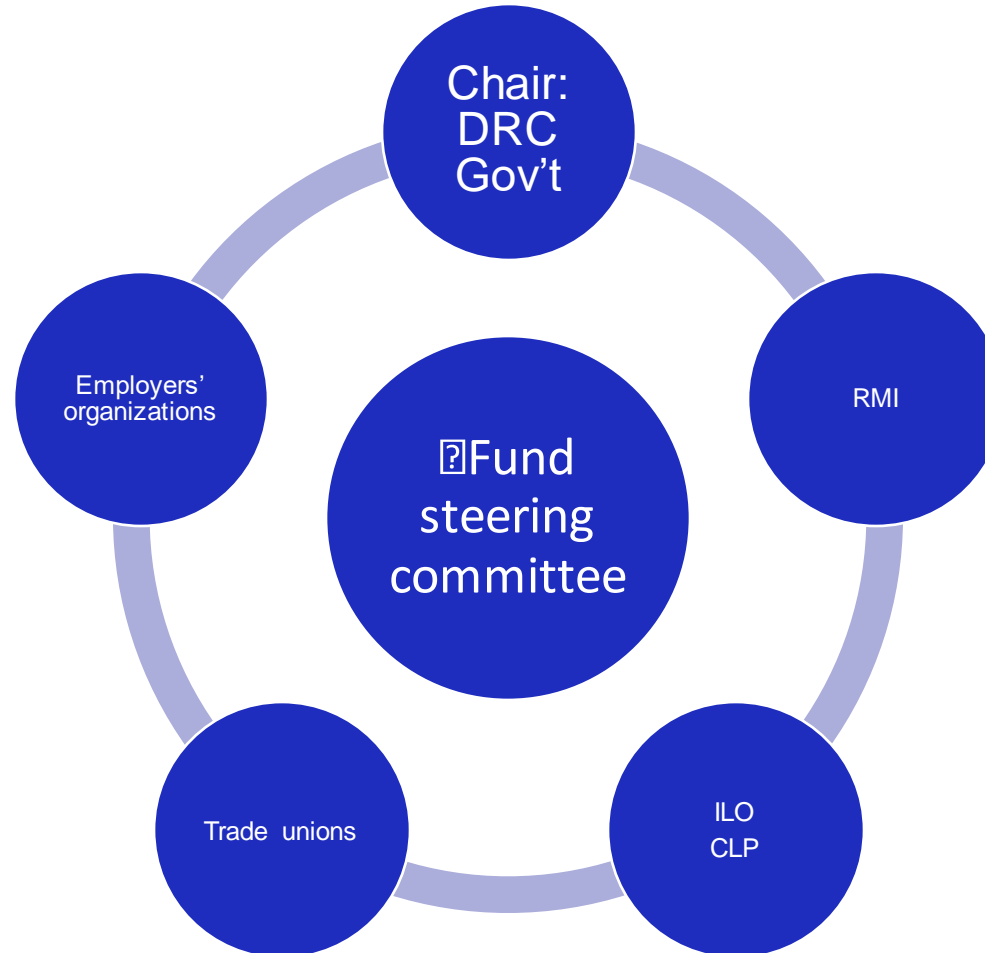 Chair:
DRC
Gov’t
Employers’
organizations
RMI
Fund
steering
committee
Trade unions
ILO
CLP